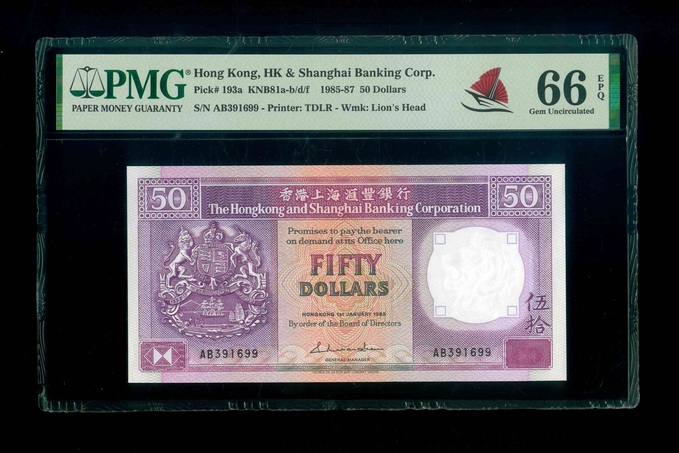 PMG®
PAPER MONEY GUARANTY
Hong Kong, HK & Shanghai Banking Corp.
Pick# 193a KNB81a-b/d/f 1985-87 50 Dollars
S/N AB391699 - Printer: TDLR - Wmk: Lion's Head
66 EPQ
Gem Uncirculated
50
香港上海滙豐銀行
50
The Hongkong and Shanghai Banking Corporation
Promises to pay the bearer
on demand at its Office here
FIFTY
DOLLARS
HONGKONG 1ST JANUARY 1985
By order of the Board of Directors
伍拾
AB391699
AB391699
GENERAL MANAGER